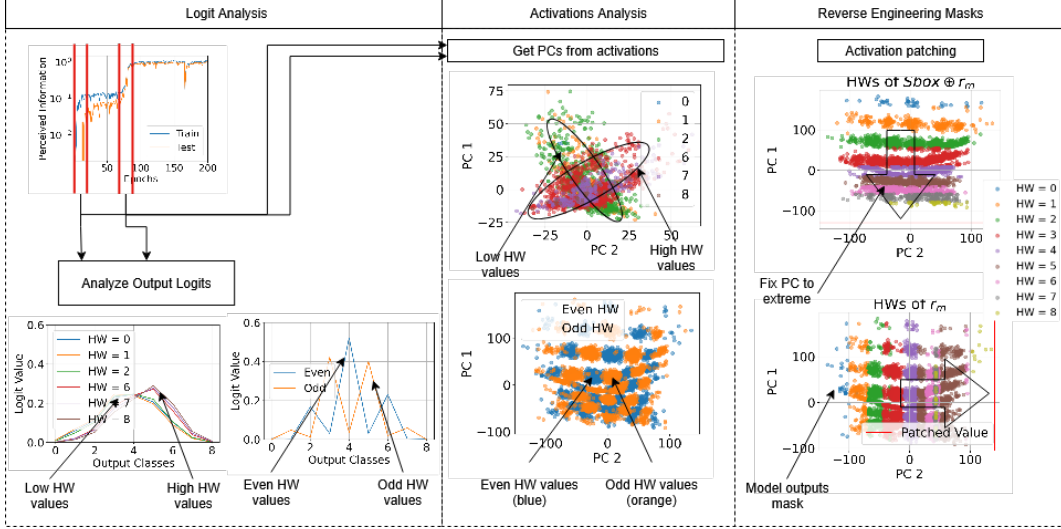 Logit Analysis
Activations Analysis
Reverse Engineering Masks
Perceived Information
10⁰
10⁻¹
10⁻²
Train
Test
50
100
150
200
Epochs
Analyze Output Logits
Logit Value
0.6
0.4
0.2
0.0
HW = 0
HW = 1
HW = 2
HW = 6
HW = 7
HW = 8
0
2
4
6
8
Output Classes
Low HW
values
High HW
values
Logit Value
0.6
0.4
0.2
0.0
Even
Odd
0
2
4
6
8
Output Classes
Even HW
values
Odd HW
values
Get PCs from activations
PC 1
75
50
25
0
−25
0
1
2
6
7
8
−25
0
25
50
PC 2
Low HW
values
High HW
values
PC 1
100
0
−100
Even HW
Odd HW
−100
0
100
PC 2
Even HW values
(blue)
Odd HW values
(orange)
Activation patching
HWs of Sbox ⊕ rₘ
PC 1
100
0
−100
−100
0
100
PC 2
Fix PC to
extreme
HW = 0
HW = 1
HW = 2
HW = 3
HW = 4
HW = 5
HW = 6
HW = 7
HW = 8
HWs of rₘ
PC 1
100
0
−100
Patched Value
−100
0
100
PC 2
Model outputs
mask